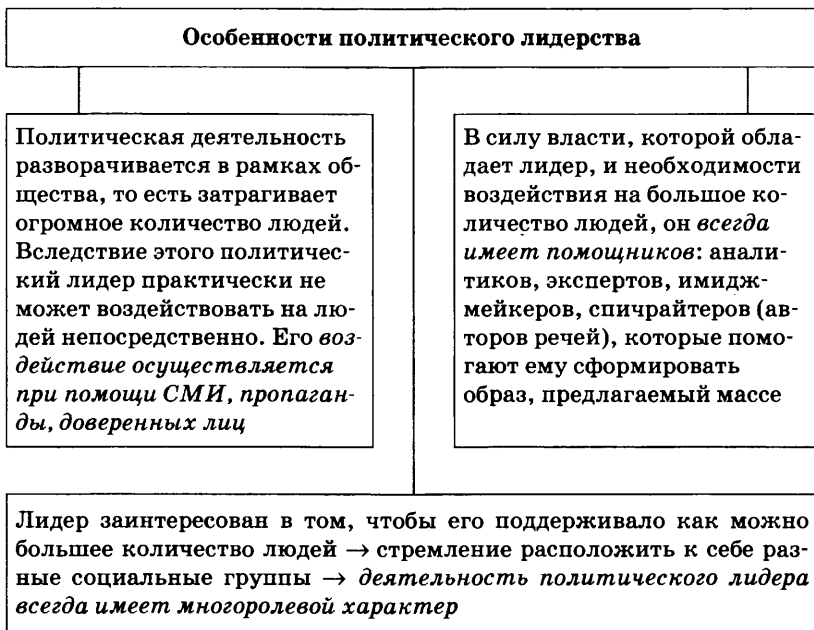 Особенности политического лидерства
Политическая деятельность
разворачивается в рамках об-
щества, то есть затрагивает
огромное количество людей.
Вследствие этого политичес-
кий лидер практически не
может воздействовать на лю-
дей непосредственно. Его воз-
действие осуществляется
при помощи СМИ, пропаган-
ды, доверенных лиц
В силу власти, которой обла-
дает лидер, и необходимости
воздействия на большое ко-
личество людей, он всегда
имеет помощников: анали-
тиков, экспертов, имидж-
мейкеров, спичрайтеров (ав-
торов речей), которые помо-
гают ему сформировать
образ, предлагаемый массе
Лидер заинтересован в том, чтобы его поддерживало как можно
большее количество людей → стремление расположить к себе раз-
ные социальные группы → деятельность политического лидера
всегда имеет многоролевой характер